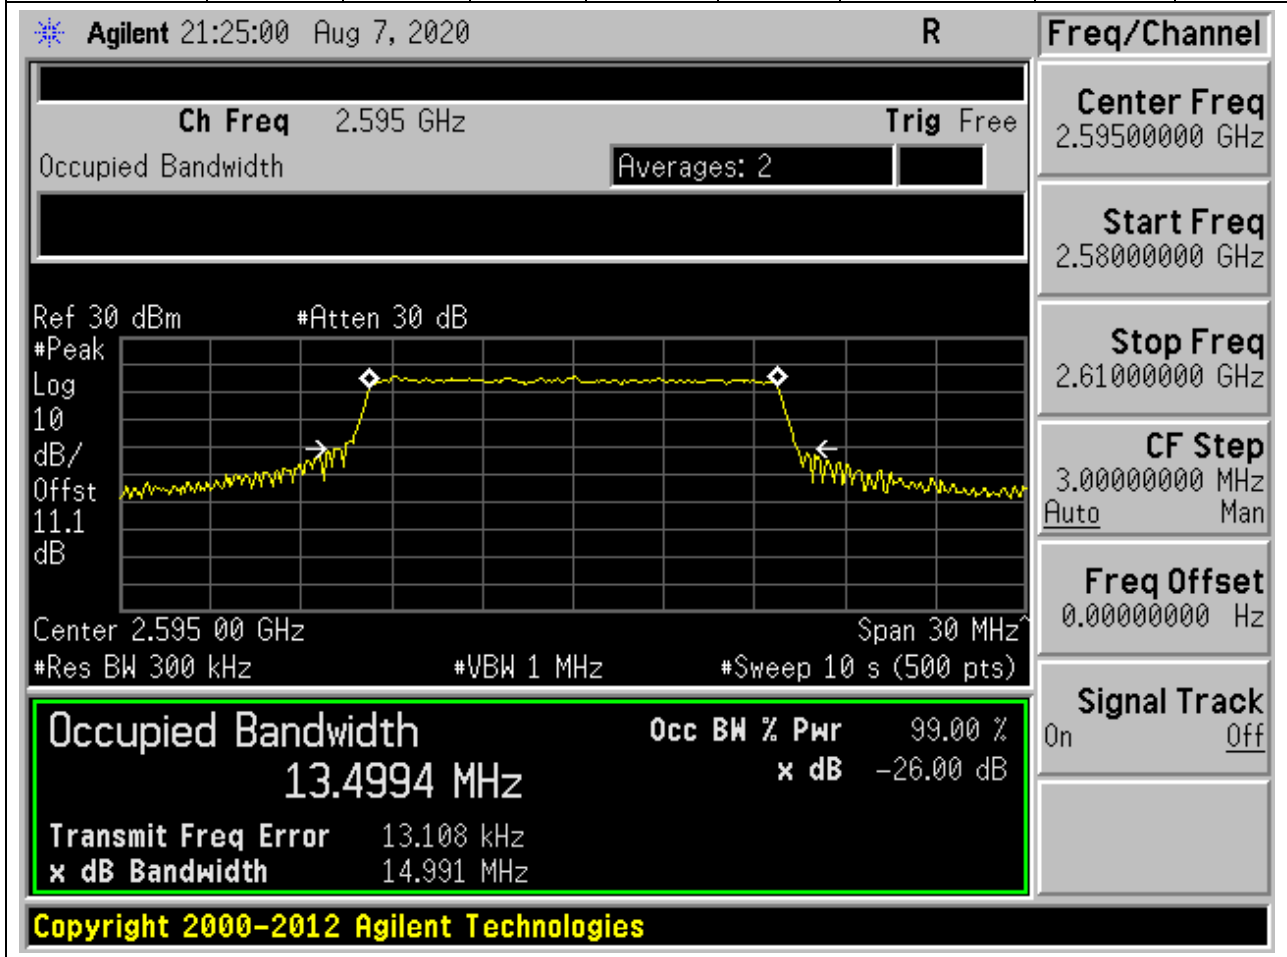 Agilent 21:25:00 Aug 7, 2020 R
Freq/Channel
Ch Freq 2.595 GHz Trig Free
Occupied Bandwidth Averages: 2
Ref 30 dBm #Atten 30 dB
#Peak
Log
10
dB/
Offst
11.1
dB
Center 2.595 00 GHz Span 30 MHz^
#Res BW 300 kHz #VBW 1 MHz #Sweep 10 s (500 pts)
Occupied Bandwidth Occ BW % Pwr 99.00 %
13.4994 MHz x dB -26.00 dB
Transmit Freq Error 13.108 kHz
x dB Bandwidth 14.991 MHz
Copyright 2000-2012 Agilent Technologies
Center Freq
2.59500000 GHz
Start Freq
2.58000000 GHz
Stop Freq
2.61000000 GHz
CF Step
3.00000000 MHz
Auto Man
Freq Offset
0.00000000 Hz
Signal Track
On Off